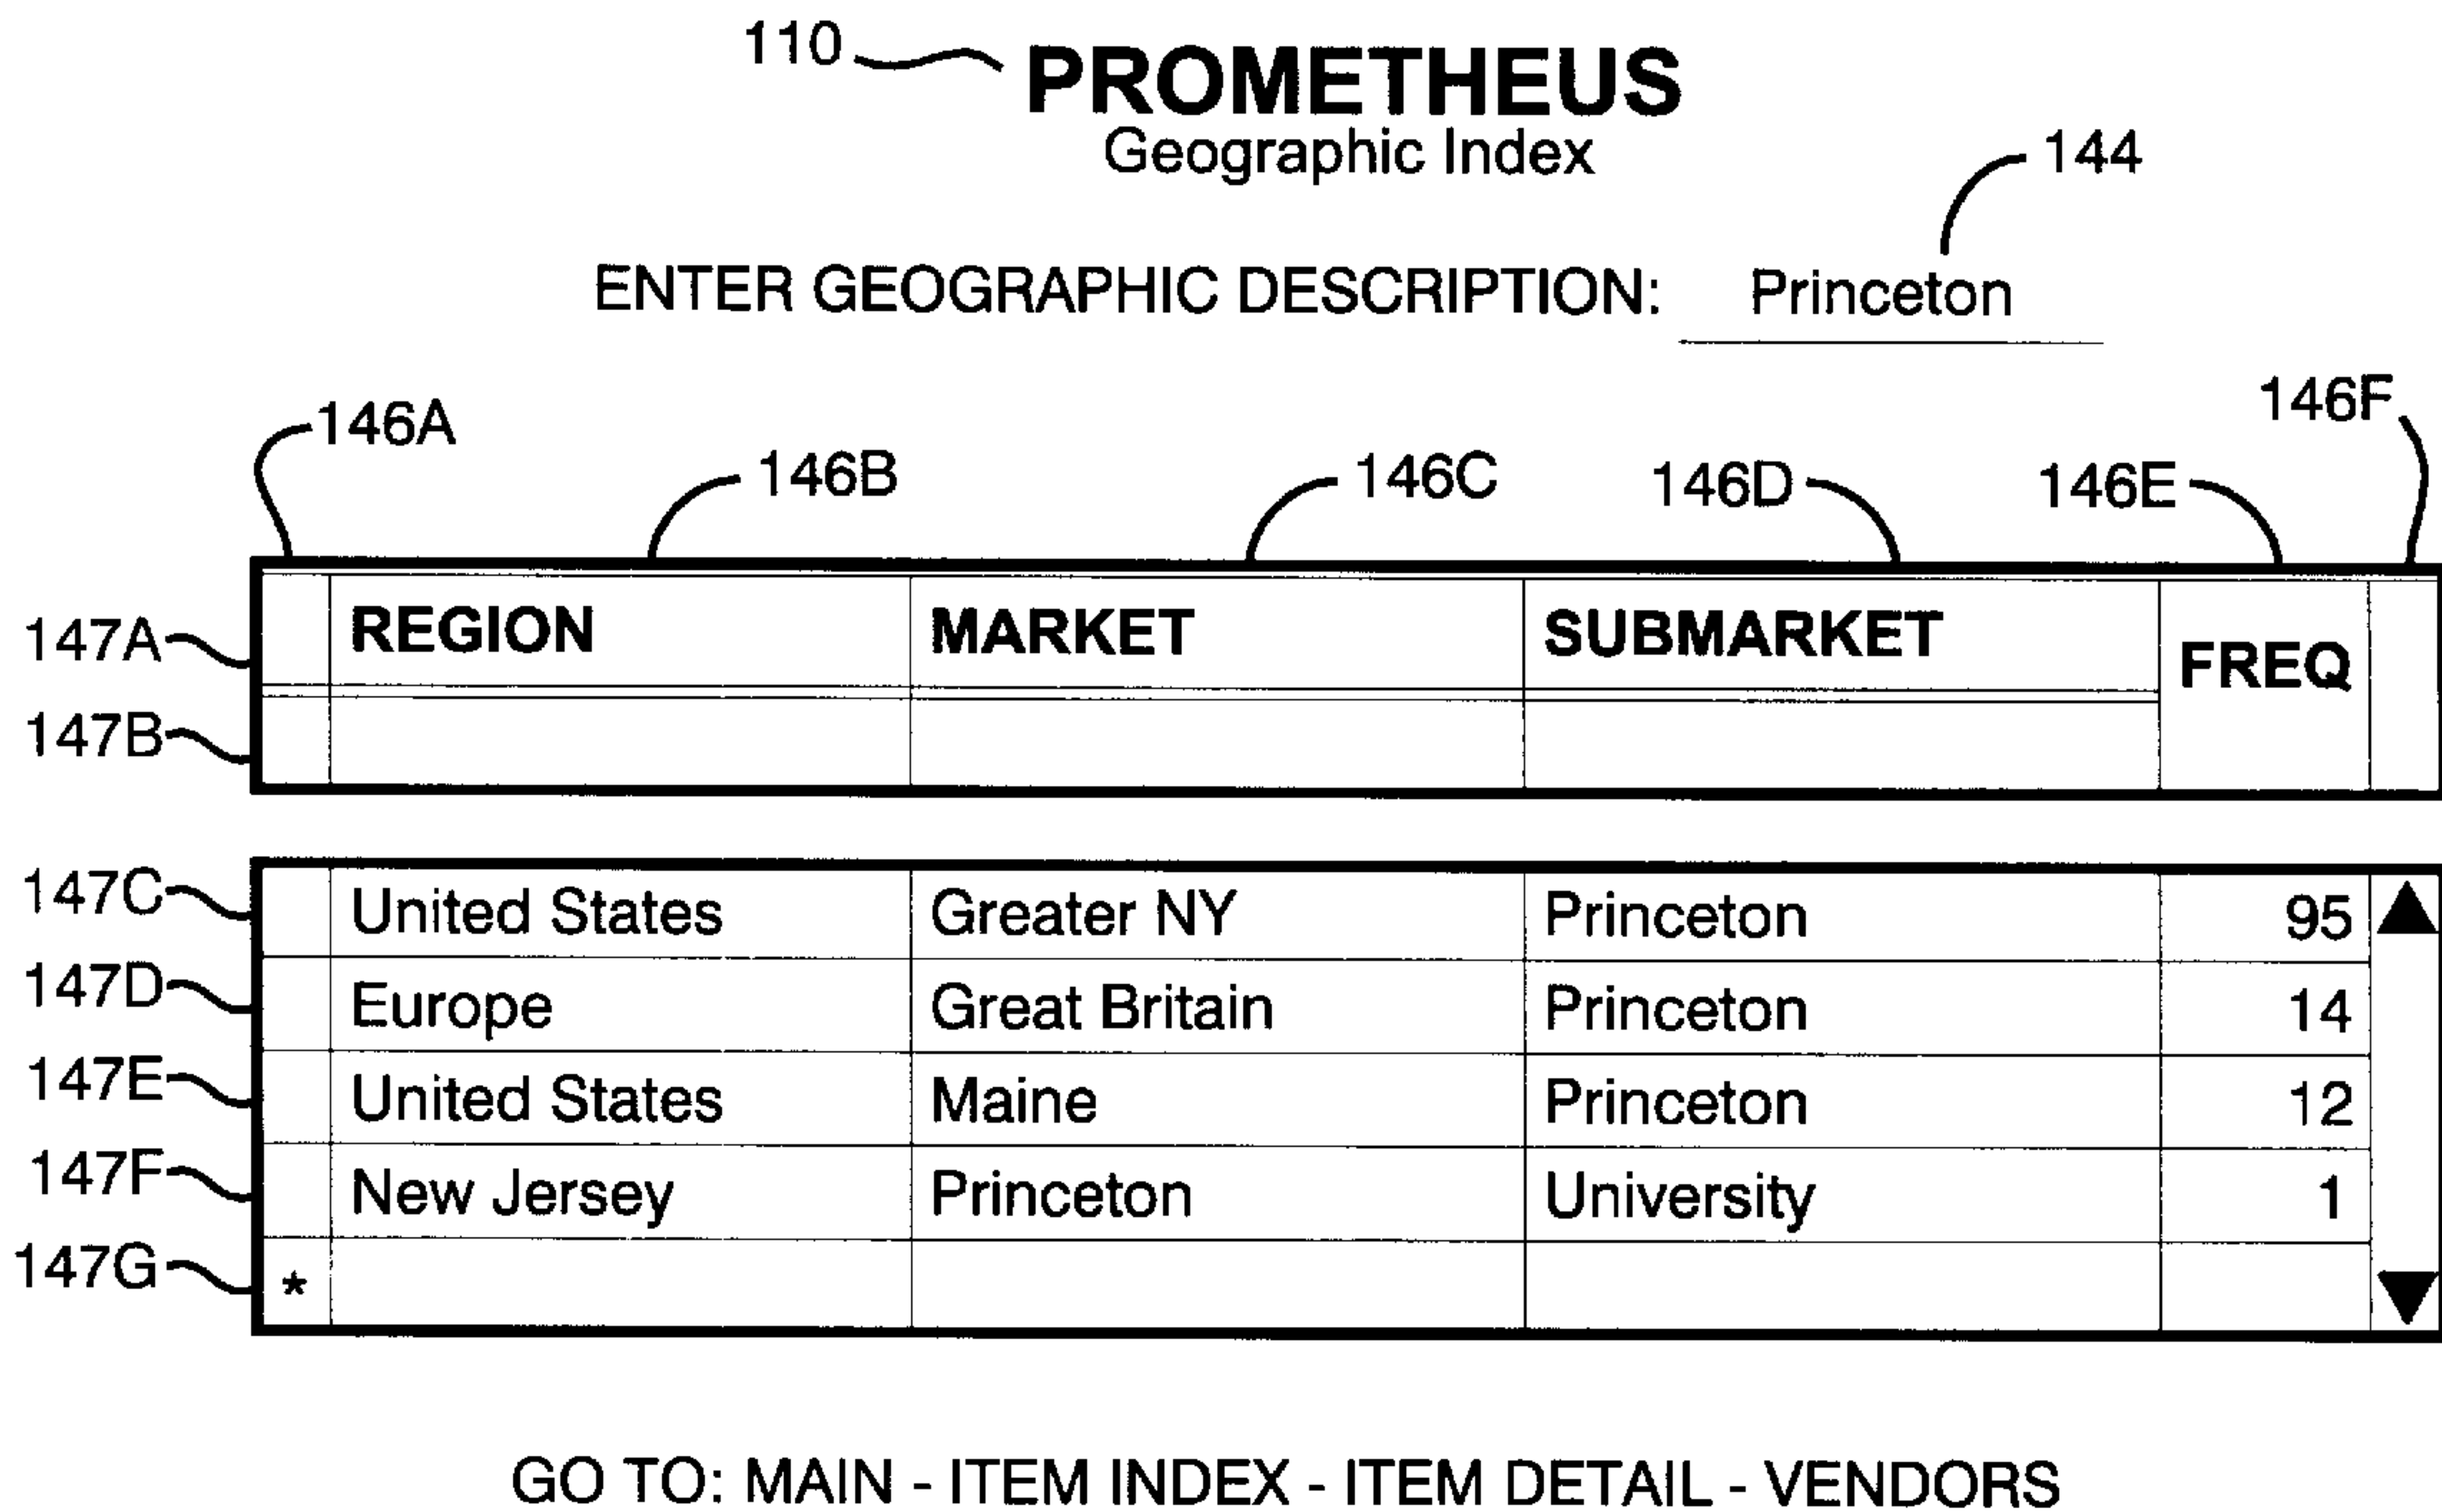 110 PROMETHEUS
Geographic Index
144
ENTER GEOGRAPHIC DESCRIPTION: Princeton
146A 146B 146C 146D 146E 146F
147A REGION MARKET SUBMARKET FREQ
147B
147C United States Greater NY Princeton 95
147D Europe Great Britain Princeton 14
147E United States Maine Princeton 12
147F New Jersey Princeton University 1
147G *
GO TO: MAIN - ITEM INDEX - ITEM DETAIL - VENDORS